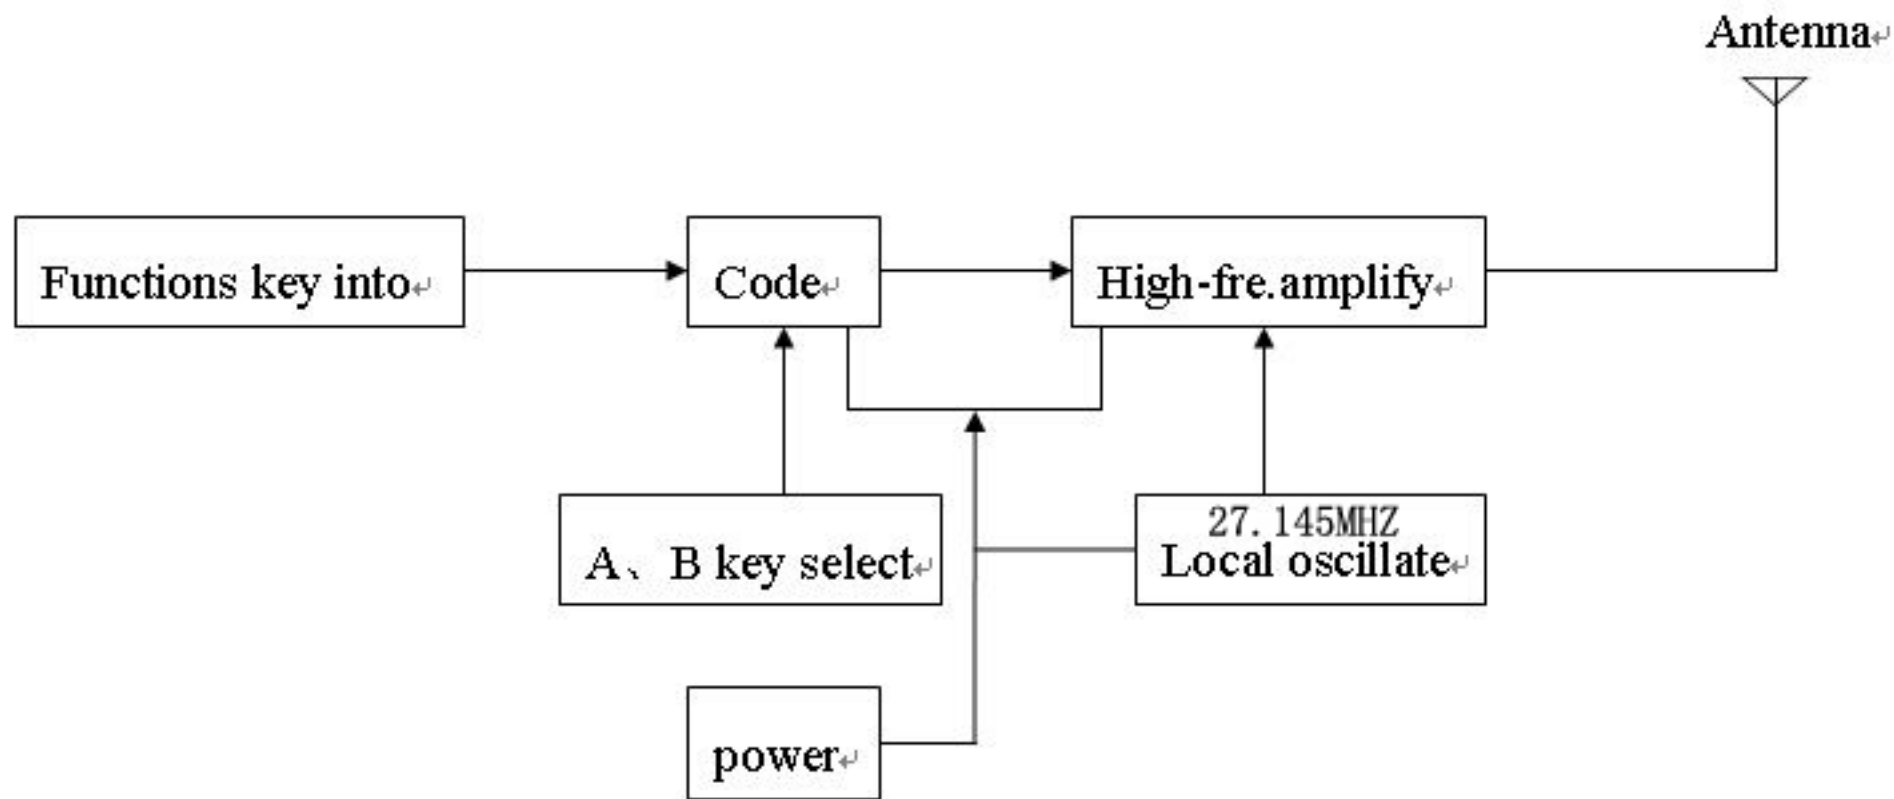 Antenna
Functions key into
Code
High-fre.amplify
A、B key select
27.145MHZ
Local oscillate
power